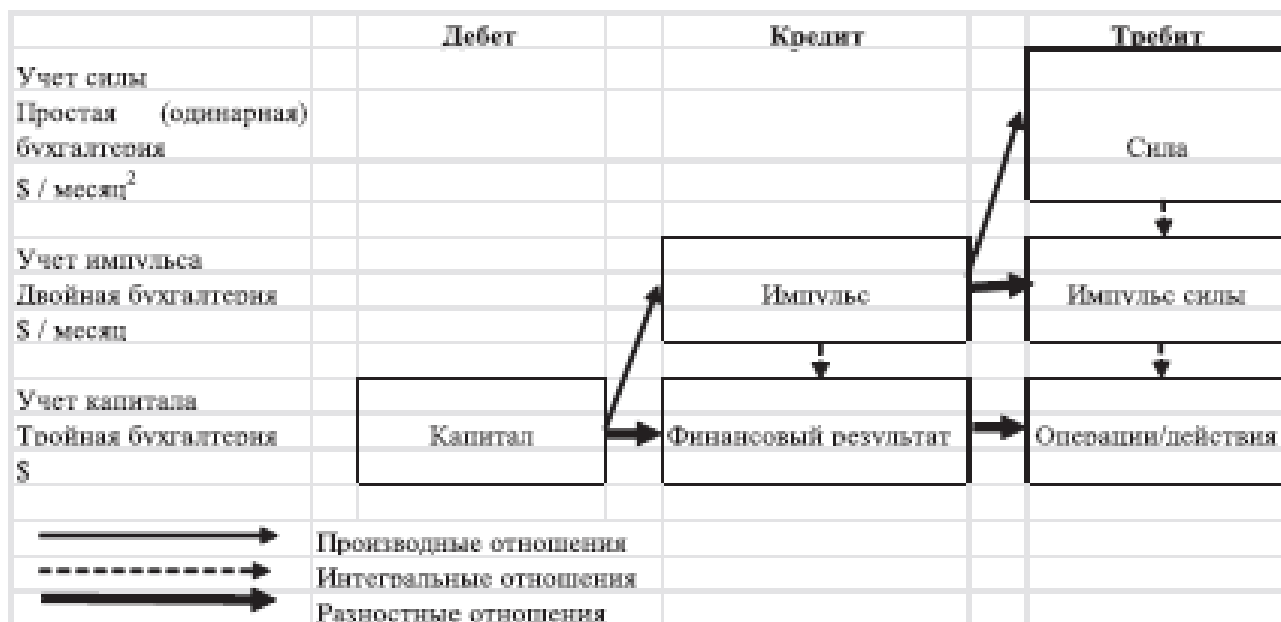 Дебет Кредит Требит
Учет силы
Простая (одинарная)
бухгалтерия
Сила
$ / месяц²
Учет импульса
Двойная бухгалтерия Импульс Импульс силы
$ / месяц
Учет капитала
Тройная бухгалтерия Капитал Финансовый результат Операции/действия
$
Производные отношения
Интегральные отношения
Разностные отношения